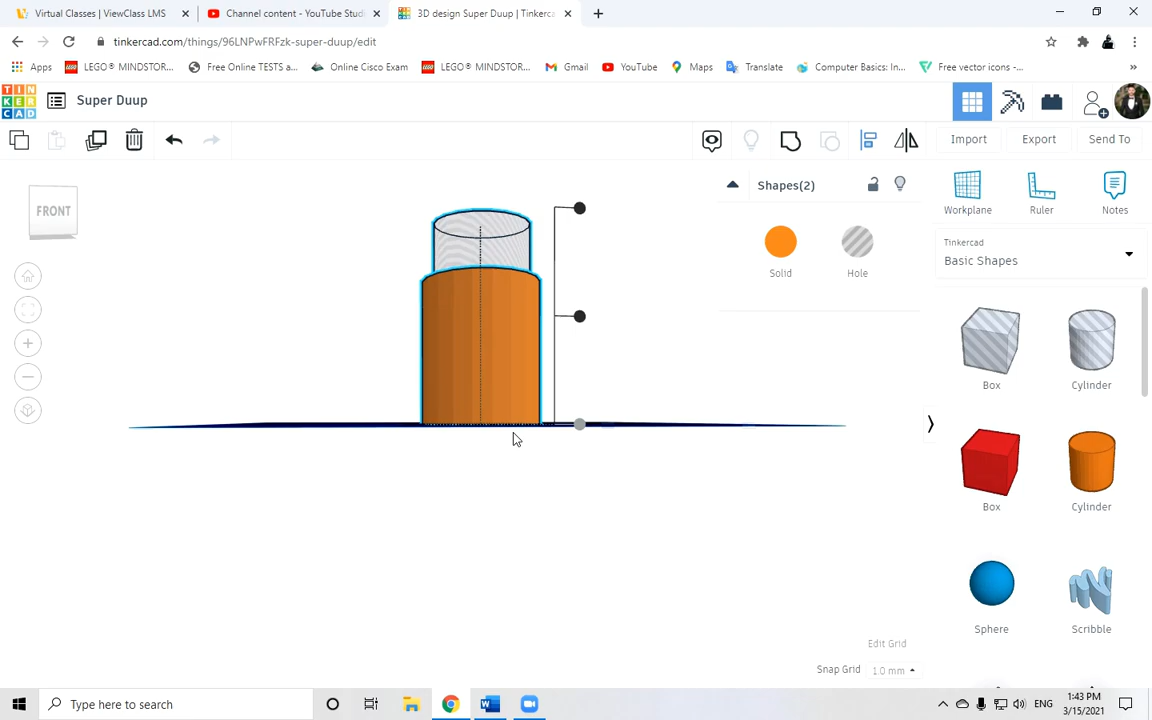 Virtual Classes | ViewClass LMS
Channel content - YouTube Studi
3D design Super Duup | Tinkerca
tinkercad.com/things/96LNPwFRFzk-super-duup/edit
Apps
LEGO® MINDSTOR...
Free Online TESTS a...
Online Cisco Exam
LEGO® MINDSTOR...
Gmail
YouTube
Maps
Translate
Computer Basics: In...
Free vector icons -...
»
TIN
KER
CAD
Super Duup
Import
Export
Send To
FRONT
Shapes(2)
Solid
Hole
Workplane
Ruler
Notes
Tinkercad
Basic Shapes
Box
Cylinder
Box
Cylinder
Sphere
Scribble
Edit Grid
Snap Grid
1.0 mm
Type here to search
ENG
1:43 PM
3/15/2021